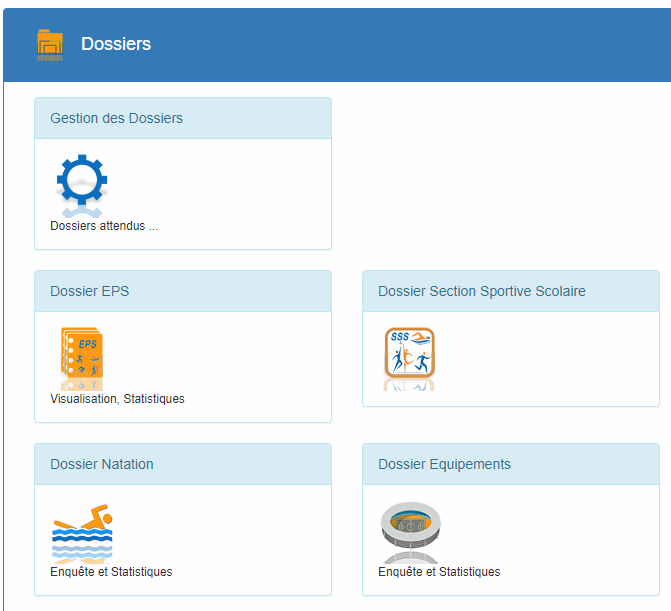 Dossiers
Gestion des Dossiers
Dossiers attendus ...
Dossier EPS
EPS
Visualisation, Statistiques
Dossier Section Sportive Scolaire
SSS
Dossier Natation
Enquête et Statistiques
Dossier Equipements
Enquête et Statistiques